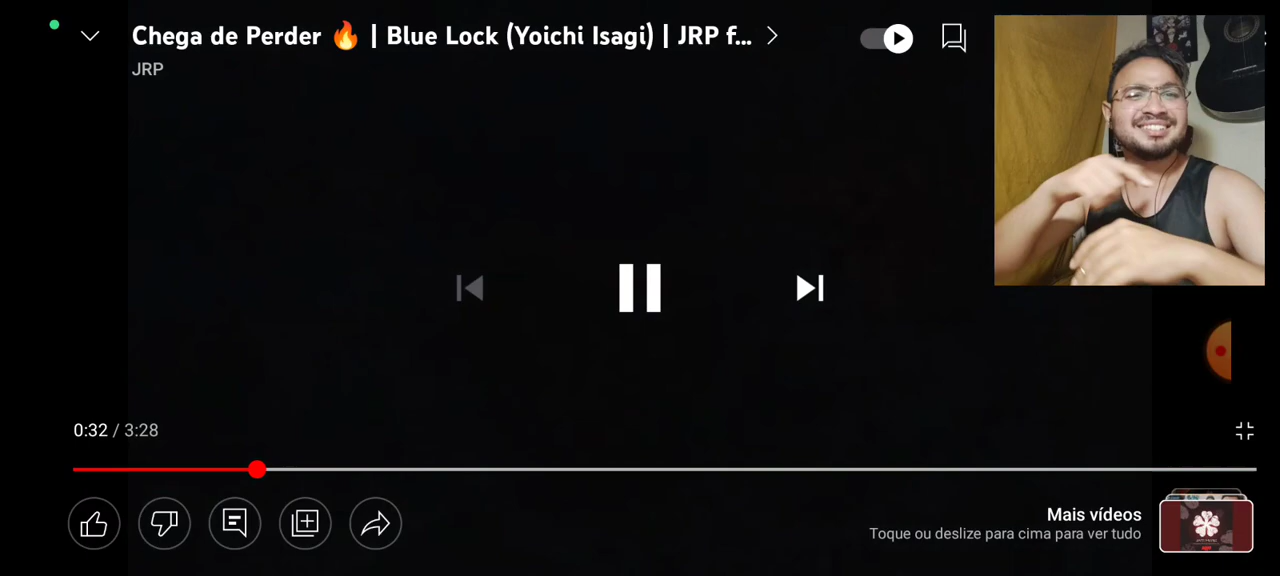 Chega de Perder 🔥 | Blue Lock (Yoichi Isagi) | JRP f...
JRP
0:32 / 3:28
Mais vídeos
Toque ou deslize para cima para ver tudo